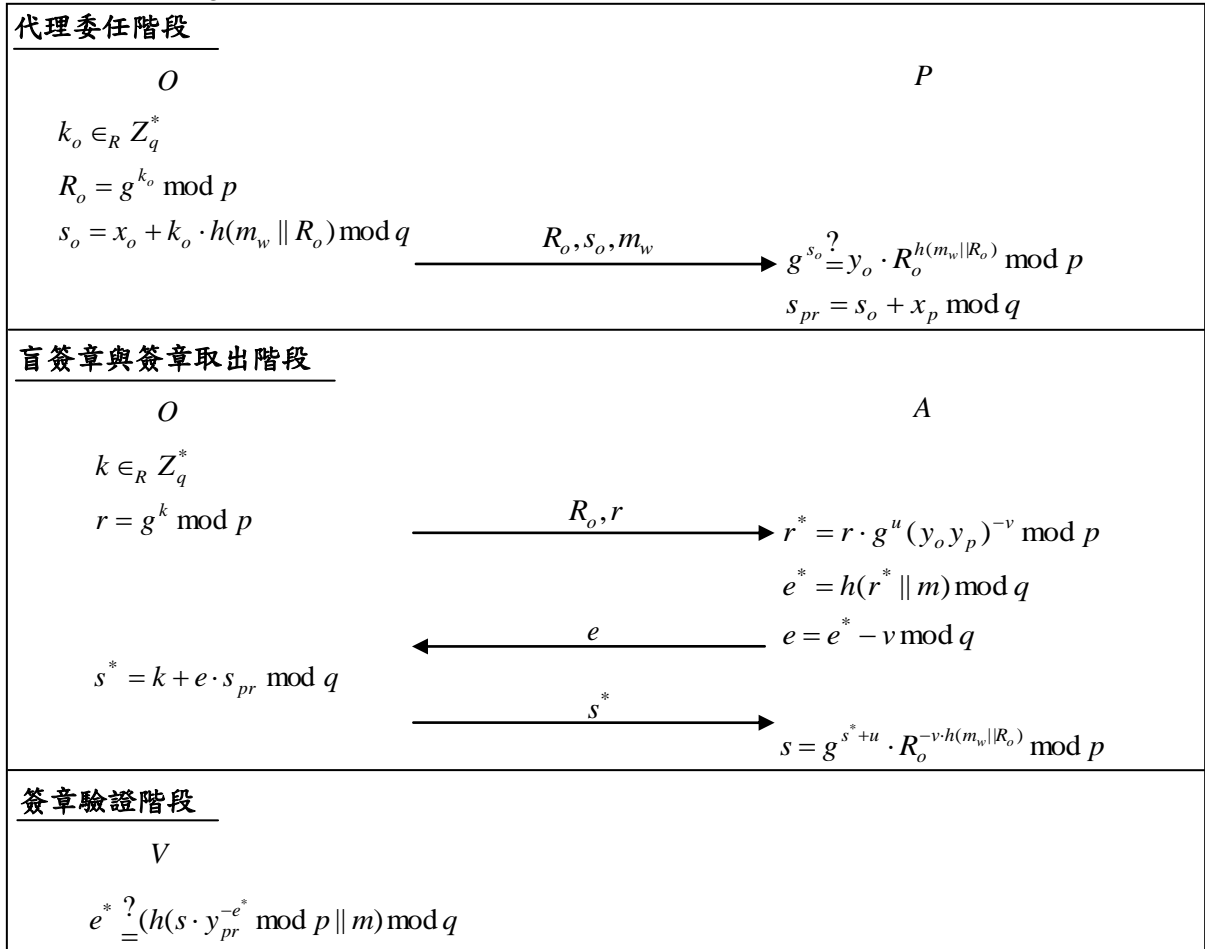 代理委任階段
O P
k_o ∈_R Z_q^*
R_o = g^{k_o} mod p
s_o = x_o + k_o · h(m_w || R_o) mod q
R_o, s_o, m_w
g^{s_o} ?= y_o · R_o^{h(m_w||R_o)} mod p
s_{pr} = s_o + x_p mod q
盲簽章與簽章取出階段
O A
k ∈_R Z_q^*
r = g^k mod p
R_o, r
r^* = r · g^u (y_o y_p)^{-v} mod p
e^* = h(r^* || m) mod q
e
e = e^* − v mod q
s^* = k + e · s_{pr} mod q
s^*
s = g^{s^*+u} · R_o^{-v·h(m_w||R_o)} mod p
簽章驗證階段
V
e^* ?= (h(s · y_{pr}^{-e^*} mod p || m) mod q